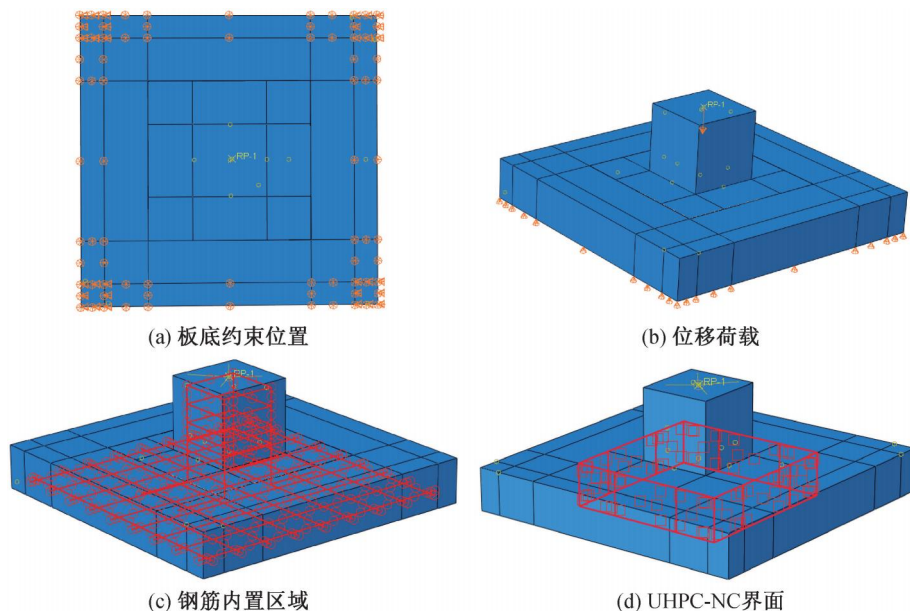 RP-1
RP-1
(a) 板底约束位置
(b) 位移荷载
RP-1
RP-1
(c) 钢筋内置区域
(d) UHPC-NC界面